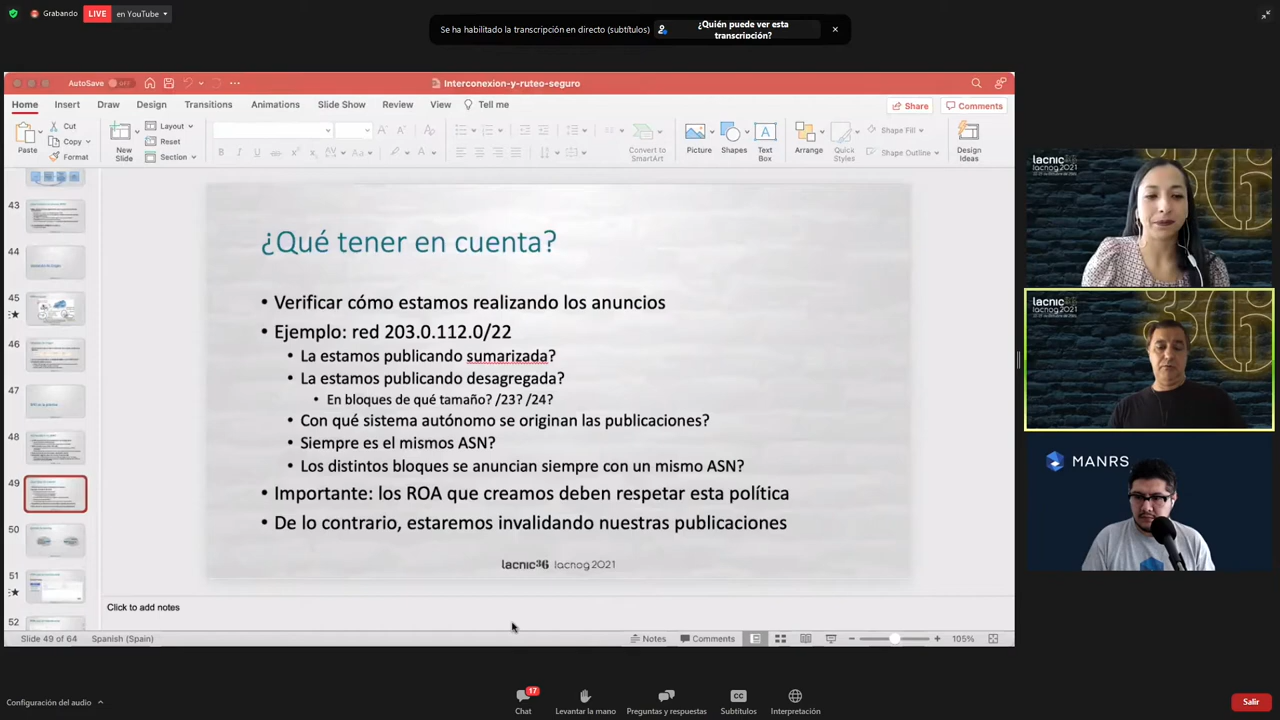 Grabando
LIVE
en YouTube
Se ha habilitado la transcripción en directo (subtítulos)
¿Quién puede ver esta
transcripción?
AutoSave
OFF
Interconexion-y-ruteo-seguro
Home Insert Draw Design Transitions Animations Slide Show Review View Tell me
Share
Comments
Paste
Cut
Copy
Format
New
Slide
Layout
Reset
Section
Convert to
SmartArt
Picture
Shapes
Text
Box
Arrange
Quick
Styles
Shape Fill
Shape Outline
Design
Ideas
43
44
45
46
47
48
49
50
51
52
¿Qué tener en cuenta?
• Verificar cómo estamos realizando los anuncios
• Ejemplo: red 203.0.112.0/22
• La estamos publicando sumarizada?
• La estamos publicando desagregada?
• En bloques de qué tamaño? /23? /24?
• Con qué sistema autónomo se originan las publicaciones?
• Siempre es el mismos ASN?
• Los distintos bloques se anuncian siempre con un mismo ASN?
• Importante: los ROA que creamos deben respetar esta política
• De lo contrario, estaremos invalidando nuestras publicaciones
lacnic36 lacnog2021
Click to add notes
Slide 49 of 64
Spanish (Spain)
Notes
Comments
105%
lacnic36
lacnog2021
lacnic36
lacnog2021
MANRS
Configuración del audio
17
Chat
Levantar la mano
Preguntas y respuestas
CC
Subtítulos
Interpretación
Salir